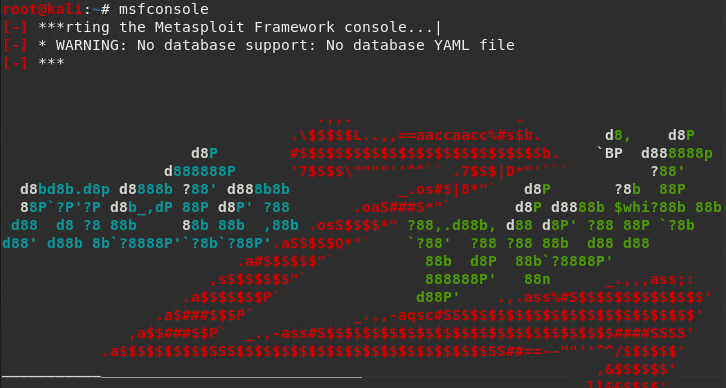 root@kali:~# msfconsole
[-] ***rting the Metasploit Framework console...|
[-] * WARNING: No database support: No database YAML file
[-] ***